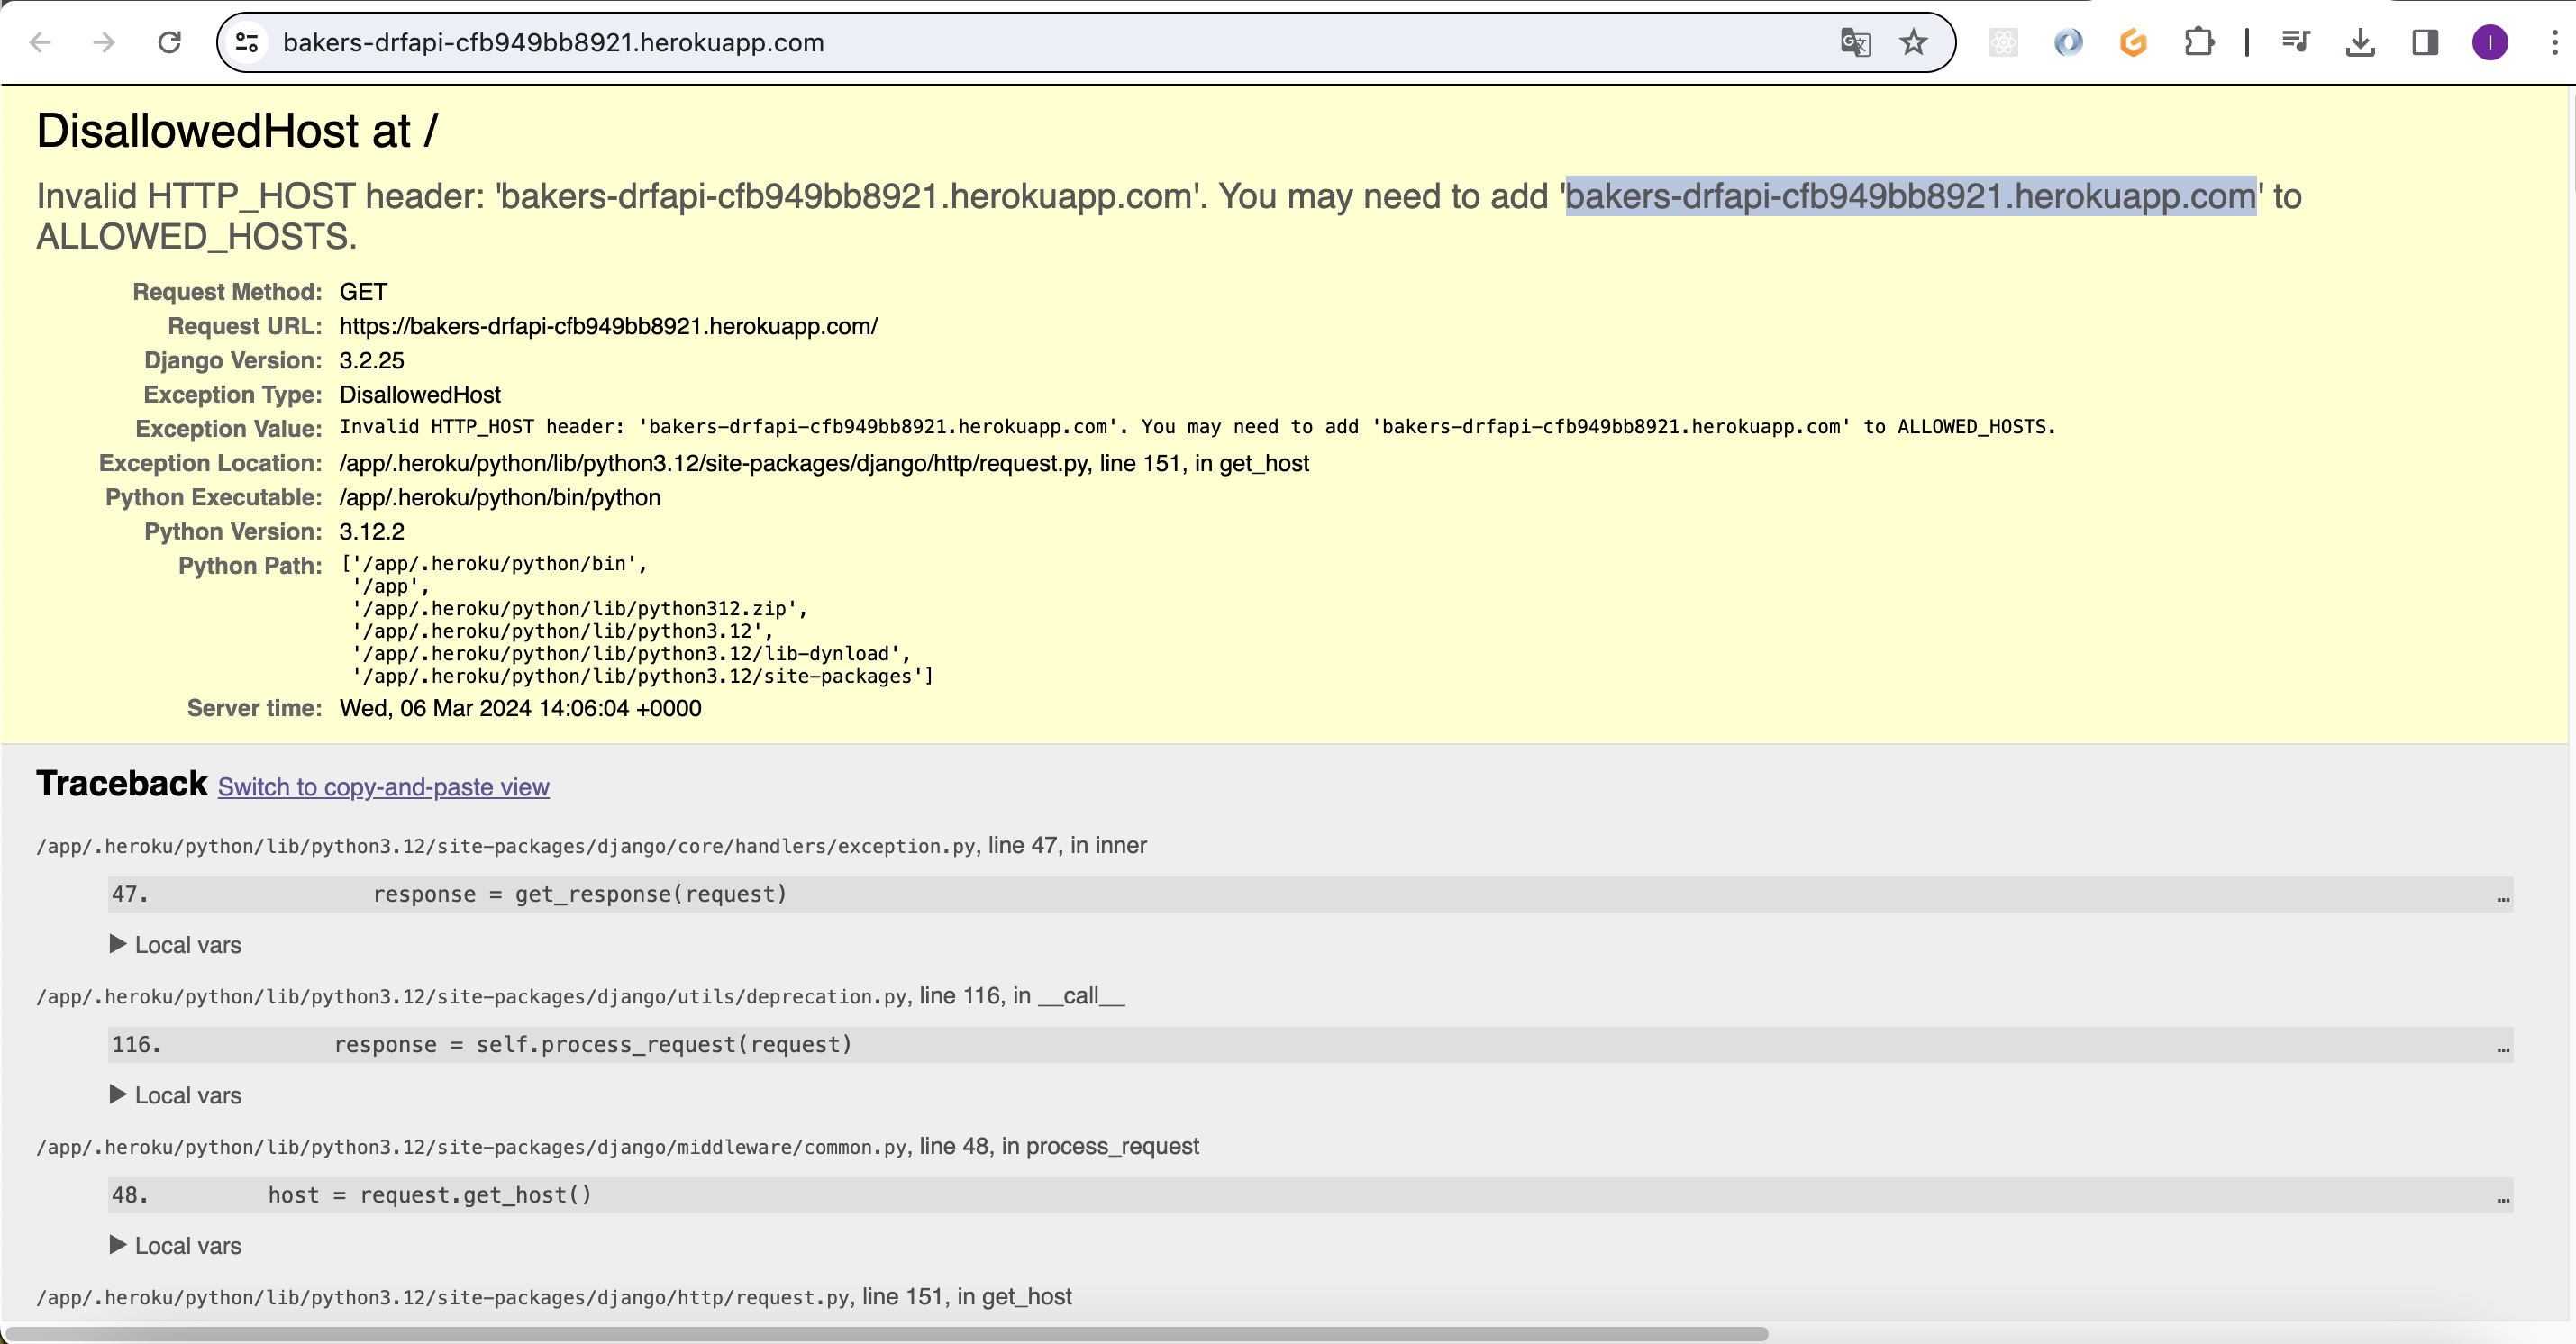 bakers-drfapi-cfb949bb8921.herokuapp.com
I
DisallowedHost at /
Invalid HTTP_HOST header: 'bakers-drfapi-cfb949bb8921.herokuapp.com'. You may need to add 'bakers-drfapi-cfb949bb8921.herokuapp.com' to
ALLOWED_HOSTS.
Request Method: GET
Request URL: https://bakers-drfapi-cfb949bb8921.herokuapp.com/
Django Version: 3.2.25
Exception Type: DisallowedHost
Exception Value: Invalid HTTP_HOST header: 'bakers-drfapi-cfb949bb8921.herokuapp.com'. You may need to add 'bakers-drfapi-cfb949bb8921.herokuapp.com' to ALLOWED_HOSTS.
Exception Location: /app/.heroku/python/lib/python3.12/site-packages/django/http/request.py, line 151, in get_host
Python Executable: /app/.heroku/python/bin/python
Python Version: 3.12.2
Python Path: ['/app/.heroku/python/bin',
'/app',
'/app/.heroku/python/lib/python312.zip',
'/app/.heroku/python/lib/python3.12',
'/app/.heroku/python/lib/python3.12/lib-dynload',
'/app/.heroku/python/lib/python3.12/site-packages']
Server time: Wed, 06 Mar 2024 14:06:04 +0000
Traceback Switch to copy-and-paste view
/app/.heroku/python/lib/python3.12/site-packages/django/core/handlers/exception.py, line 47, in inner
47. response = get_response(request) …
▶ Local vars
/app/.heroku/python/lib/python3.12/site-packages/django/utils/deprecation.py, line 116, in __call__
116. response = self.process_request(request) …
▶ Local vars
/app/.heroku/python/lib/python3.12/site-packages/django/middleware/common.py, line 48, in process_request
48. host = request.get_host() …
▶ Local vars
/app/.heroku/python/lib/python3.12/site-packages/django/http/request.py, line 151, in get_host